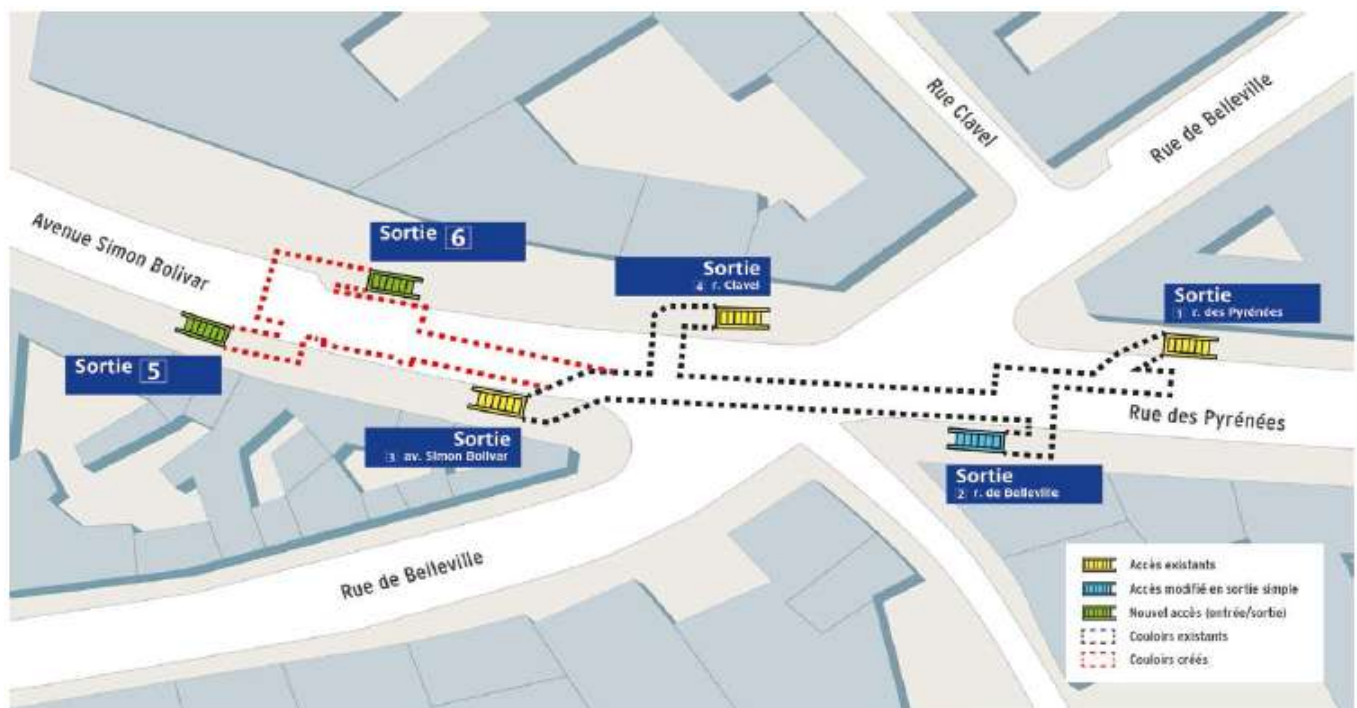 Rue Clavel
Rue de Belleville
Avenue Simon Bolivar
Sortie 6
Sortie
4 r. Clavel
Sortie
1 r. des Pyrénées
Sortie 5
Sortie
3 av. Simon Bolivar
Rue des Pyrénées
Sortie
2 r. de Belleville
Rue de Belleville
Accès existants
Accès modifié en sortie simple
Nouvel accès (entrée/sortie)
Couloirs existants
Couloirs créés